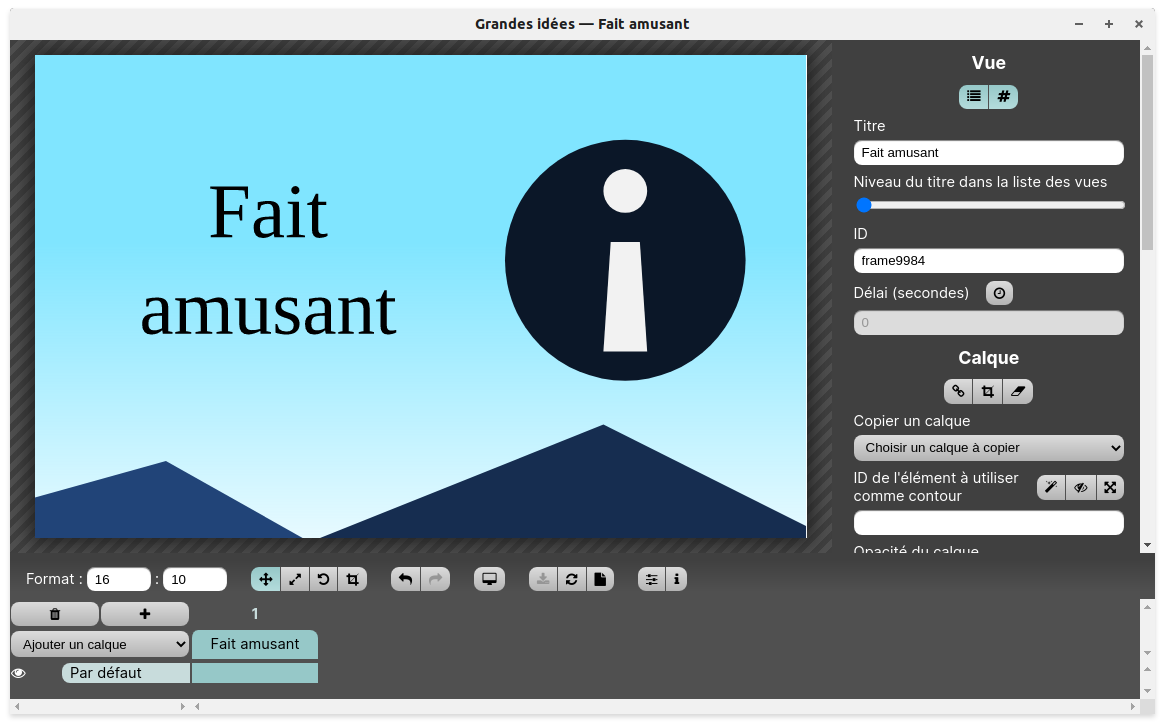 Grandes idées — Fait amusant
Fait
amusant
Vue
Titre
Fait amusant
Niveau du titre dans la liste des vues
ID
frame9984
Délai (secondes)
0
Calque
Copier un calque
Choisir un calque à copier
ID de l'élément à utiliser
comme contour
Opacité du calque
Format : 16 : 10
1
Ajouter un calque
Fait amusant
Par défaut